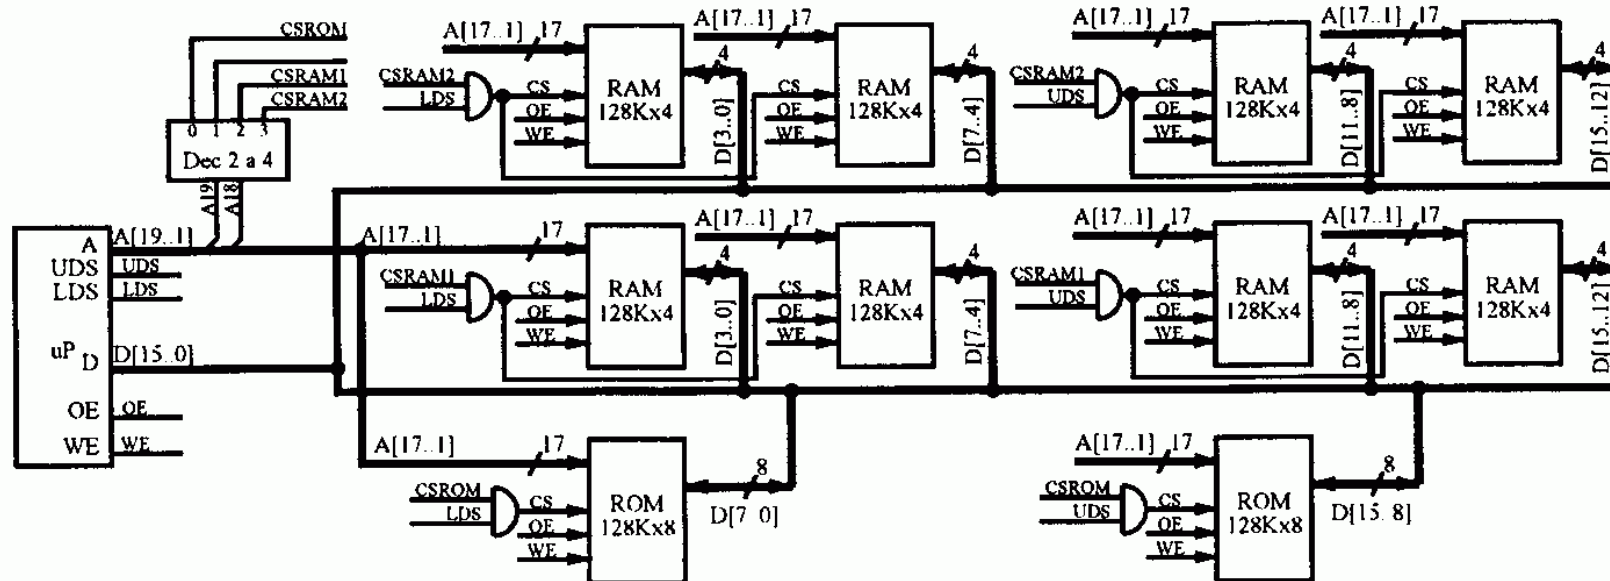 CSROM
CSRAM1
CSRAM2
0 1 2 3
Dec 2 a 4
A19
A18
A[17..1] 17
CSRAM2
LDS
CS
OE
WE
RAM
128Kx4
4
D[3..0]
A[17..1] 17
CS
OE
WE
RAM
128Kx4
4
D[7..4]
A[17..1] 17
CSRAM2
UDS
CS
OE
WE
RAM
128Kx4
4
D[11..8]
A[17..1] 17
CS
OE
WE
RAM
128Kx4
4
D[15..12]
A
UDS
LDS
uP
D
OE
WE
A[19..1]
UDS
LDS
D[15..0]
OE
WE
A[17..1] 17
CSRAM1
LDS
CS
OE
WE
RAM
128Kx4
4
D[3..0]
A[17..1] 17
CS
OE
WE
RAM
128Kx4
4
D[7..4]
A[17..1] 17
CSRAM1
UDS
CS
OE
WE
RAM
128Kx4
4
D[11..8]
A[17..1] 17
CS
OE
WE
RAM
128Kx4
4
D[15..12]
A[17..1] 17
CSROM
LDS
CS
OE
WE
ROM
128Kx8
8
D[7 0]
A[17..1] 17
CSROM
UDS
CS
OE
WE
ROM
128Kx8
8
D[15. 8]